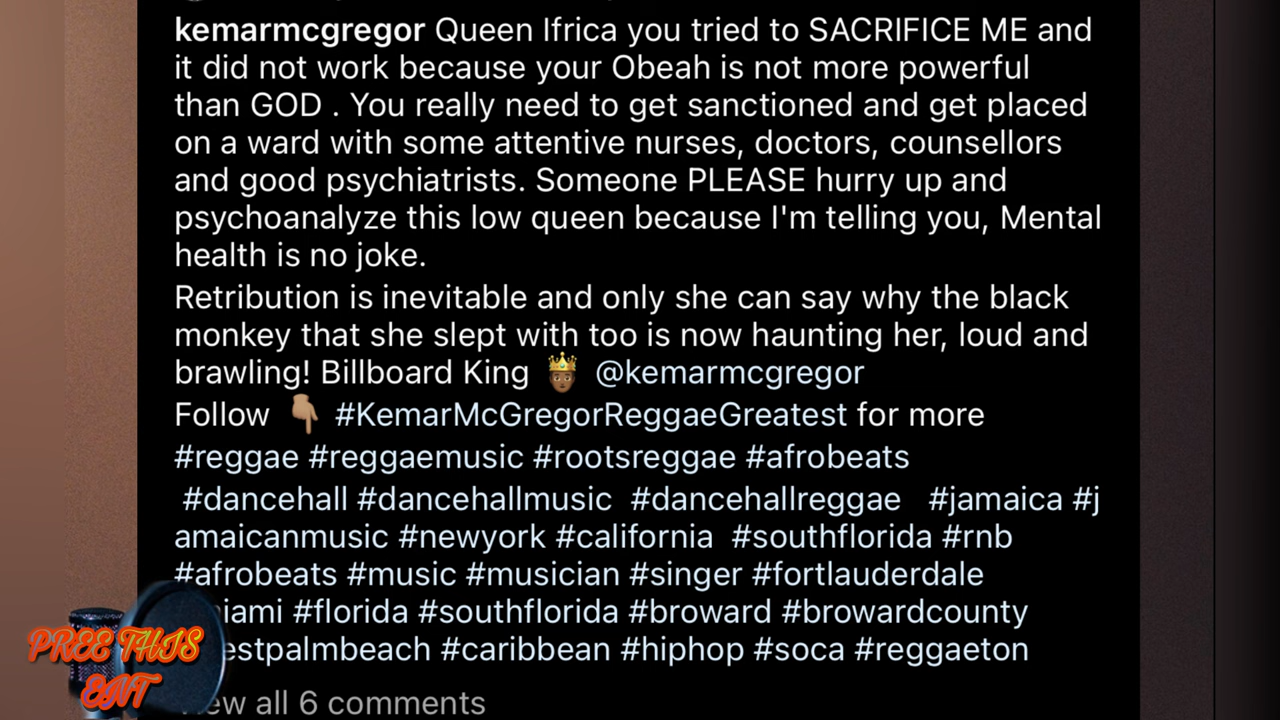 kemarmcgregor Queen Ifrica you tried to SACRIFICE ME and
it did not work because your Obeah is not more powerful
than GOD . You really need to get sanctioned and get placed
on a ward with some attentive nurses, doctors, counsellors
and good psychiatrists. Someone PLEASE hurry up and
psychoanalyze this low queen because I'm telling you, Mental
health is no joke.
Retribution is inevitable and only she can say why the black
monkey that she slept with too is now haunting her, loud and
brawling! Billboard King 🤴🏽 @kemarmcgregor
Follow 👇🏽 #KemarMcGregorReggaeGreatest for more
#reggae #reggaemusic #rootsreggae #afrobeats
#dancehall #dancehallmusic #dancehallreggae #jamaica #j
amaicanmusic #newyork #california #southflorida #rnb
#afrobeats #music #musician #singer #fortlauderdale
iami #florida #southflorida #broward #browardcounty
estpalmbeach #caribbean #hiphop #soca #reggaeton
ew all 6 comments
PREE THIS
ENT